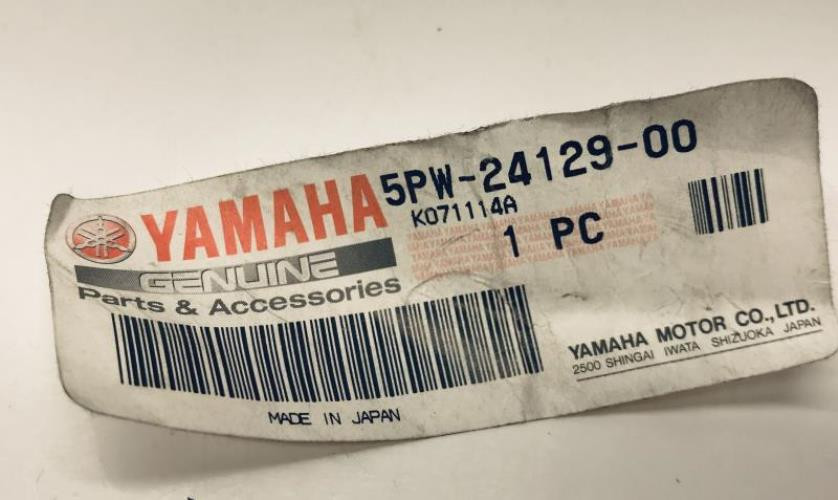 YAMAHA 5PW-24129-00
K071114A
1 PC
GENUINE
Parts & Accessories
YAMAHA MOTOR CO., LTD.
2500 SHINGAI IWATA SHIZUOKA JAPAN
MADE IN JAPAN